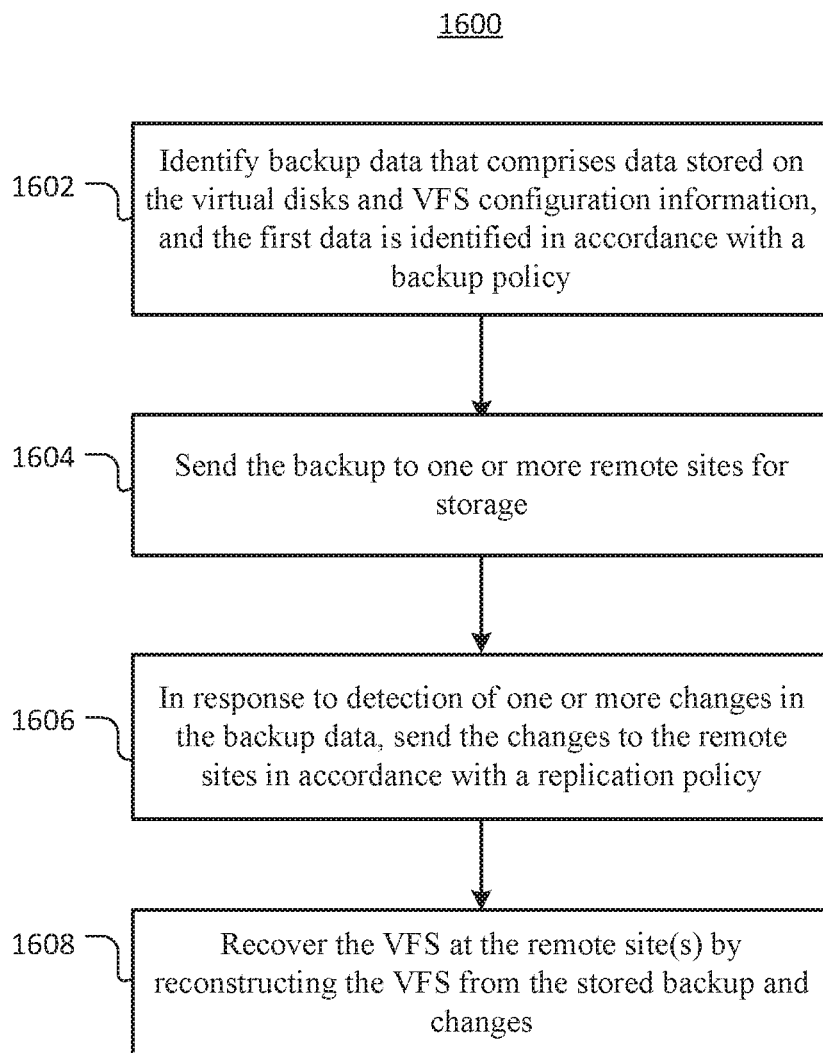 1600
1602
Identify backup data that comprises data stored on
the virtual disks and VFS configuration information,
and the first data is identified in accordance with a
backup policy
1604
Send the backup to one or more remote sites for
storage
1606
In response to detection of one or more changes in
the backup data, send the changes to the remote
sites in accordance with a replication policy
1608
Recover the VFS at the remote site(s) by
reconstructing the VFS from the stored backup and
changes